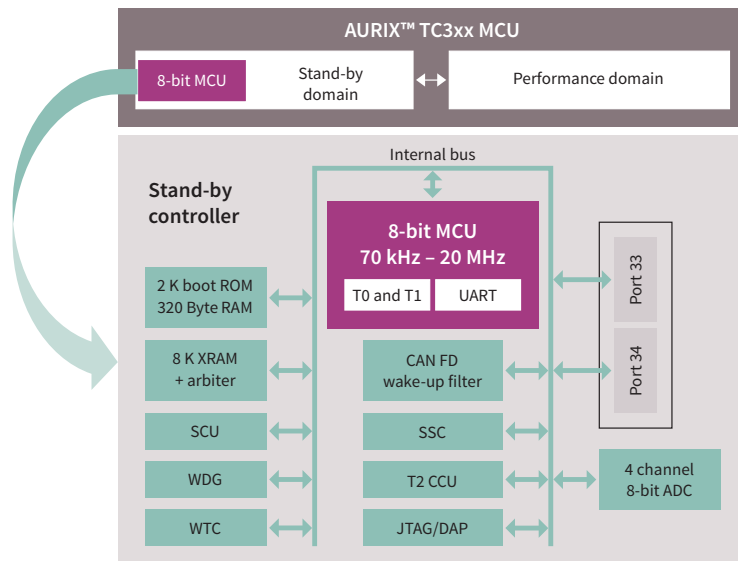 AURIX™ TC3xx MCU
8-bit MCU
Stand-by
domain
Performance domain
Internal bus
Stand-by
controller
8-bit MCU
70 kHz – 20 MHz
T0 and T1
UART
2 K boot ROM
320 Byte RAM
8 K XRAM
+ arbiter
SCU
WDG
WTC
CAN FD
wake-up filter
SSC
T2 CCU
JTAG/DAP
Port 33
Port 34
4 channel
8-bit ADC